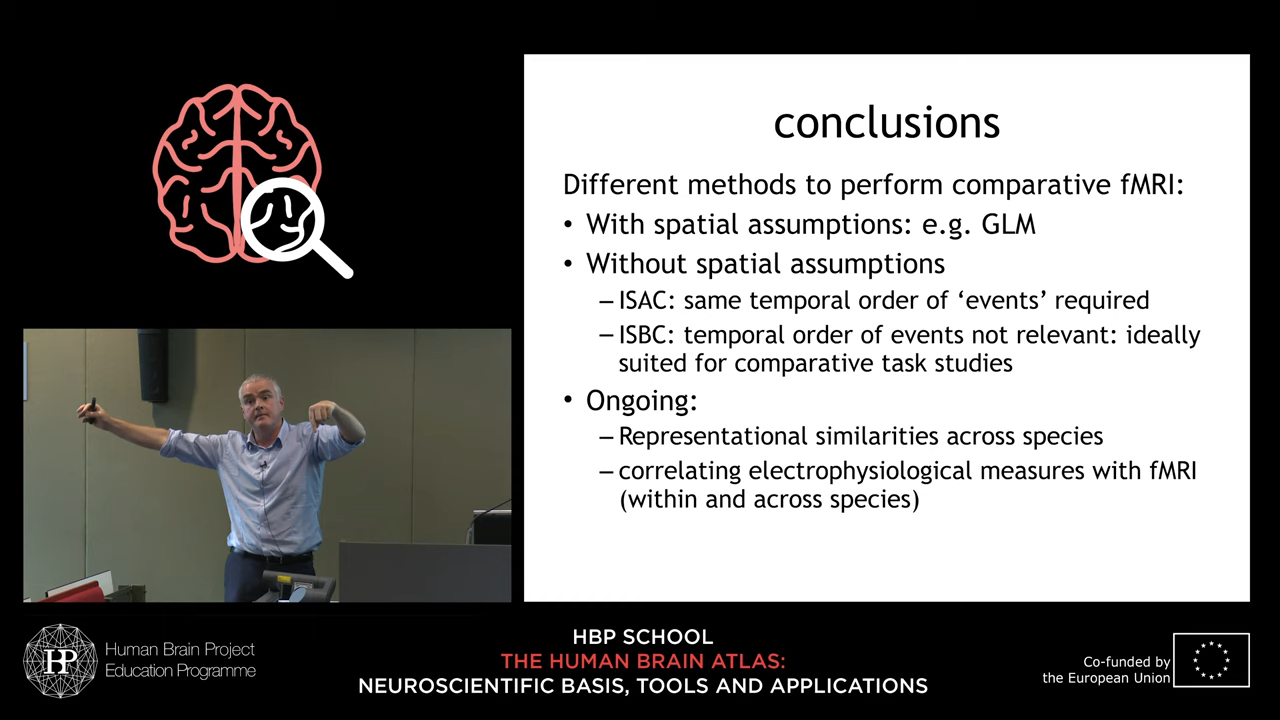 conclusions
Different methods to perform comparative fMRI:
• With spatial assumptions: e.g. GLM
• Without spatial assumptions
– ISAC: same temporal order of ‘events’ required
– ISBC: temporal order of events not relevant: ideally
suited for comparative task studies
• Ongoing:
– Representational similarities across species
– correlating electrophysiological measures with fMRI
(within and across species)
HBP
Human Brain Project
Education Programme
HBP SCHOOL
THE HUMAN BRAIN ATLAS:
NEUROSCIENTIFIC BASIS, TOOLS AND APPLICATIONS
Co-funded by
the European Union